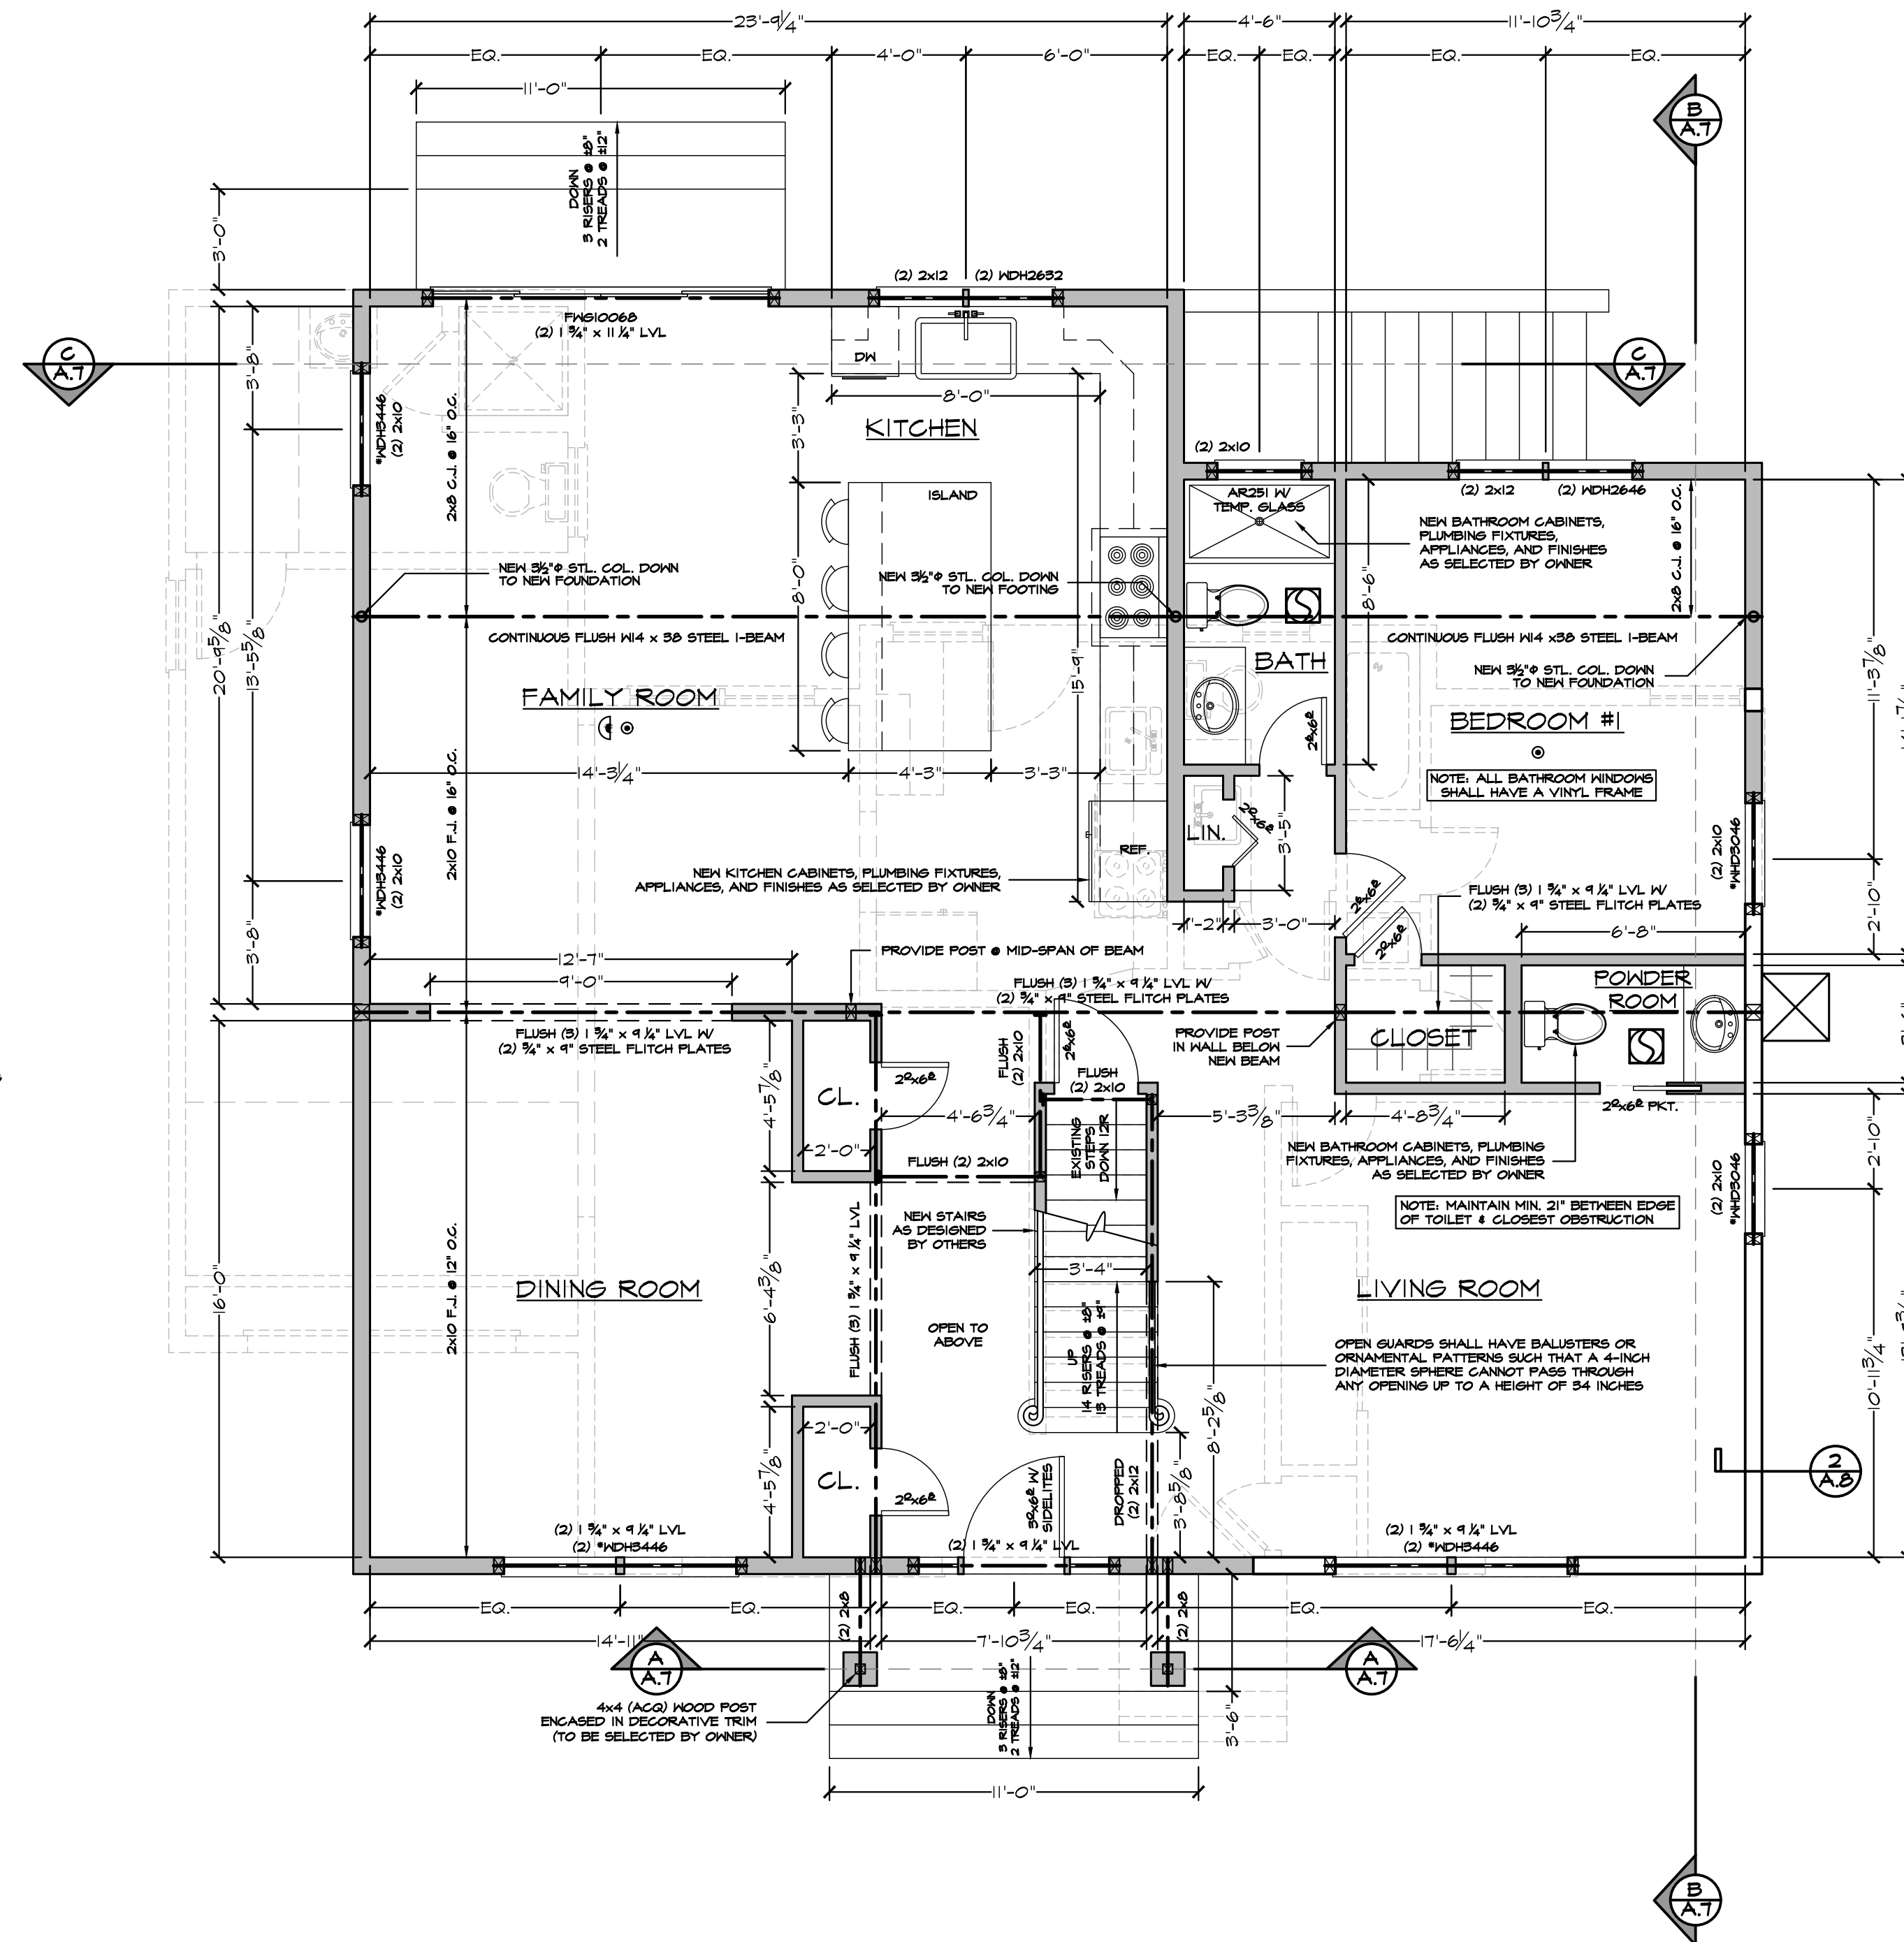 23'-9¼"
4'-6"
11'-10¾"
EQ.
EQ.
4'-0"
6'-0"
EQ.
EQ.
EQ.
EQ.
11'-0"
B
A.7
DOWN
3 RISERS @ ±8"
2 TREADS @ ±12"
3'-0"
(2) 2x12
(2) WDH2632
FWG10068
(2) 1 ¾" x 11 ¼" LVL
C
A.7
C
A.7
3'-8"
DW
8'-0"
*WDH3446
(2) 2x10
2x8 C.J. @ 16" O.C.
3'-3"
KITCHEN
(2) 2x10
ISLAND
AR251 W/
TEMP. GLASS
(2) 2x12
(2) WDH2646
2x8 C.J. @ 16" O.C.
NEW BATHROOM CABINETS,
PLUMBING FIXTURES,
APPLIANCES, AND FINISHES
AS SELECTED BY OWNER
NEW 3½"Φ STL. COL. DOWN
TO NEW FOUNDATION
NEW 3½"Φ STL. COL. DOWN
TO NEW FOOTING
8'-0"
8'-6"
CONTINUOUS FLUSH W14 x 38 STEEL I-BEAM
CONTINUOUS FLUSH W14 x38 STEEL I-BEAM
20'-9⅝"
13'-5⅝"
15'-9"
BATH
NEW 3½"Φ STL. COL. DOWN
TO NEW FOUNDATION
11'-3⅞"
FAMILY ROOM
BEDROOM #1
2⁶x6⁸
14'-3¼"
4'-3"
3'-3"
NOTE: ALL BATHROOM WINDOWS
SHALL HAVE A VINYL FRAME
2x10 F.J. @ 16" O.C.
LIN.
3'-5"
REF.
(2) 2x10
*WHD3046
*WDH3446
(2) 2x10
NEW KITCHEN CABINETS, PLUMBING FIXTURES,
APPLIANCES, AND FINISHES AS SELECTED BY OWNER
FLUSH (3) 1 ¾" x 9 ¼" LVL W/
(2) ¾" x 9" STEEL FLITCH PLATES
2'-10"
3'-8"
1'-2"
3'-0"
6'-8"
12'-7"
9'-0"
PROVIDE POST @ MID-SPAN OF BEAM
FLUSH (3) 1 ¾" x 9 ¼" LVL W/
(2) ¾" x 9" STEEL FLITCH PLATES
POWDER
ROOM
FLUSH (3) 1 ¾" x 9 ¼" LVL W/
(2) ¾" x 9" STEEL FLITCH PLATES
PROVIDE POST
IN WALL BELOW
NEW BEAM
CLOSET
FLUSH
(2) 2x10
FLUSH
(2) 2x10
CL.
4'-5⅞"
4'-6¾"
5'-3⅜"
4'-8¾"
2'-0"
EXISTING
STEPS
DOWN 12R
FLUSH (2) 2x10
NEW BATHROOM CABINETS, PLUMBING
FIXTURES, APPLIANCES, AND FINISHES
AS SELECTED BY OWNER
2'-10"
(2) 2x10
*WHD3046
NOTE: MAINTAIN MIN. 21" BETWEEN EDGE
OF TOILET & CLOSEST OBSTRUCTION
NEW STAIRS
AS DESIGNED
BY OTHERS
16'-0"
2x10 F.J. @ 12" O.C.
DINING ROOM
6'-4⅜"
FLUSH (3) 1 ¾" x 9 ¼" LVL
3'-4"
LIVING ROOM
OPEN TO
ABOVE
UP
14 RISERS @ ±8"
13 TREADS @ ±9"
OPEN GUARDS SHALL HAVE BALUSTERS OR
ORNAMENTAL PATTERNS SUCH THAT A 4-INCH
DIAMETER SPHERE CANNOT PASS THROUGH
ANY OPENING UP TO A HEIGHT OF 34 INCHES
10'-11¾"
8'-2⅝"
2'-0"
CL.
4'-5⅞"
3⁰x6⁸ W/
SIDELITES
DROPPED
(2) 2x12
3'-8⅝"
2
A.8
(2) 1 ¾" x 9 ¼" LVL
(2) *WDH3446
(2) 1 ¾" x 9 ¼" LVL
(2) 1 ¾" x 9 ¼" LVL
(2) *WDH3446
EQ.
EQ.
(2) 2x8
EQ.
EQ.
(2) 2x8
EQ.
EQ.
14'-11"
7'-10¾"
17'-6¼"
A
A.7
A
A.7
4x4 (ACQ) WOOD POST
ENCASED IN DECORATIVE TRIM
(TO BE SELECTED BY OWNER)
DOWN
3 RISERS @ ±8"
2 TREADS @ ±12"
3'-6"
11'-0"
B
A.7